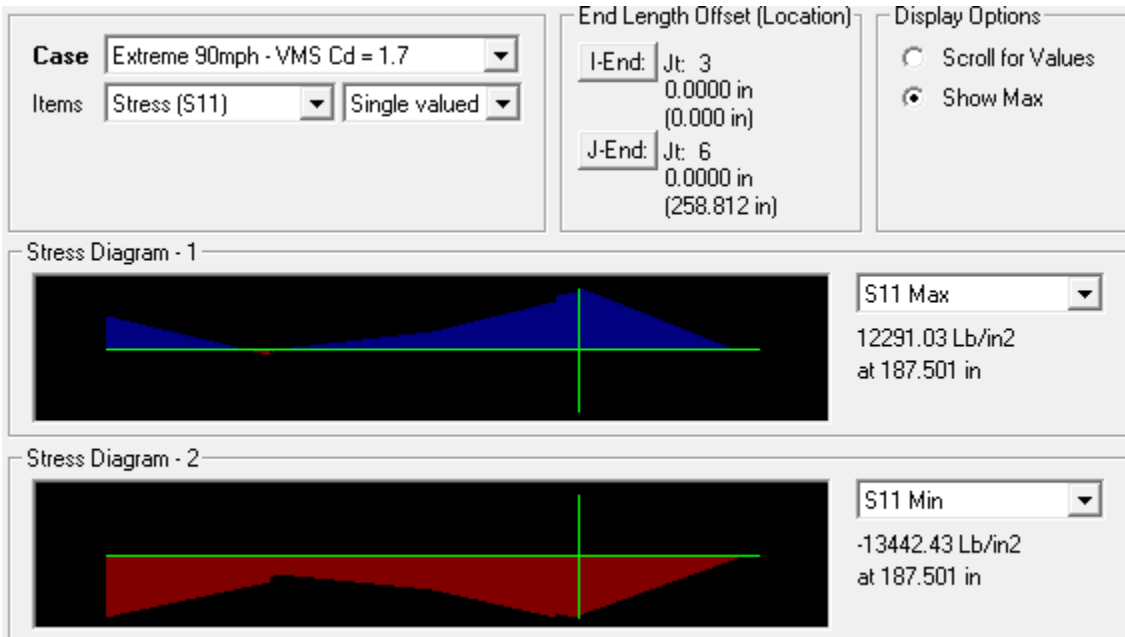 End Length Offset (Location)
Display Options
Case Extreme 90mph - VMS Cd = 1.7
Items Stress (S11) Single valued
I-End: Jt: 3
0.0000 in
(0.000 in)
J-End: Jt: 6
0.0000 in
(258.812 in)
Scroll for Values
Show Max
Stress Diagram - 1
S11 Max
12291.03 Lb/in2
at 187.501 in
Stress Diagram - 2
S11 Min
-13442.43 Lb/in2
at 187.501 in